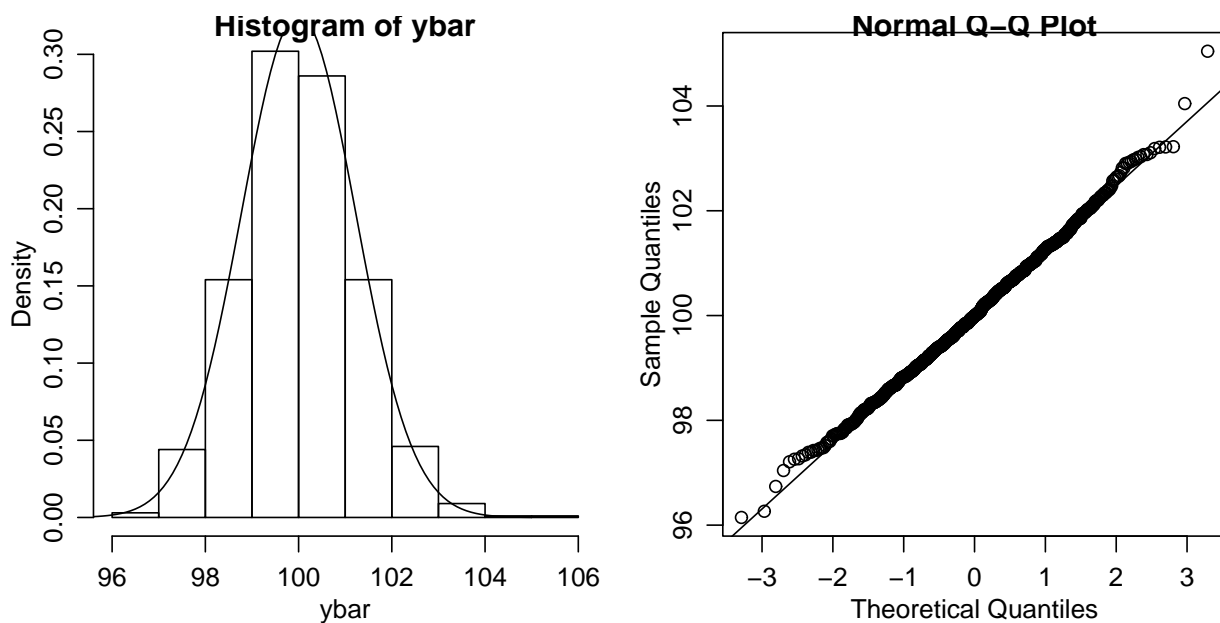 Histogram of ybar
Density
0.00 0.05 0.10 0.15 0.20 0.25 0.30
96 98 100 102 104 106
ybar
Normal Q−Q Plot
Sample Quantiles
96 98 100 102 104
−3 −2 −1 0 1 2 3
Theoretical Quantiles